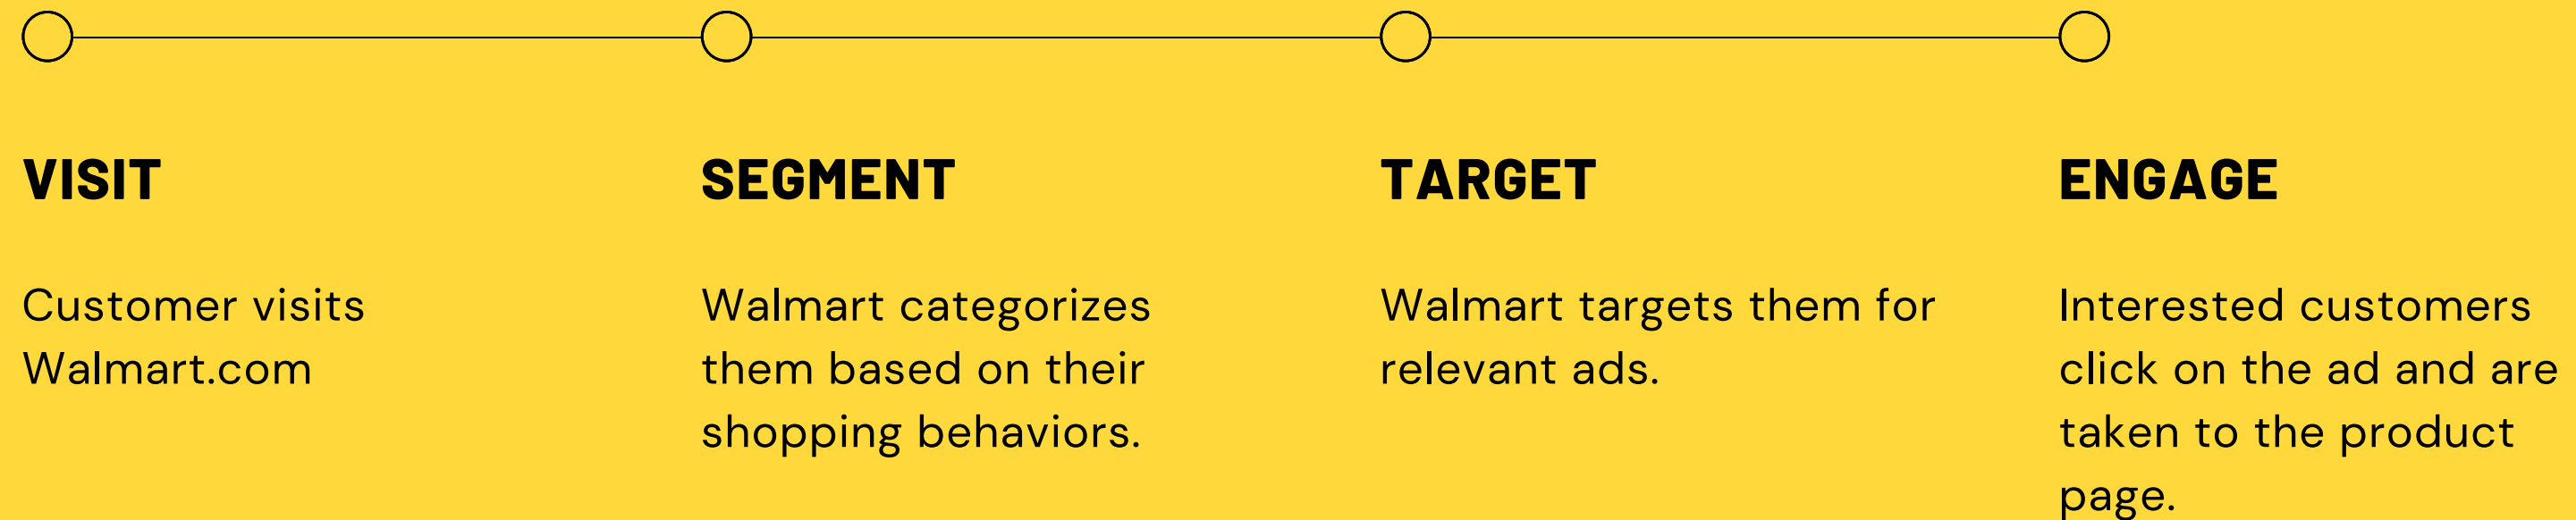 VISIT
Customer visits
Walmart.com
SEGMENT
Walmart categorizes
them based on their
shopping behaviors.
TARGET
Walmart targets them for
relevant ads.
ENGAGE
Interested customers
click on the ad and are
taken to the product
page.